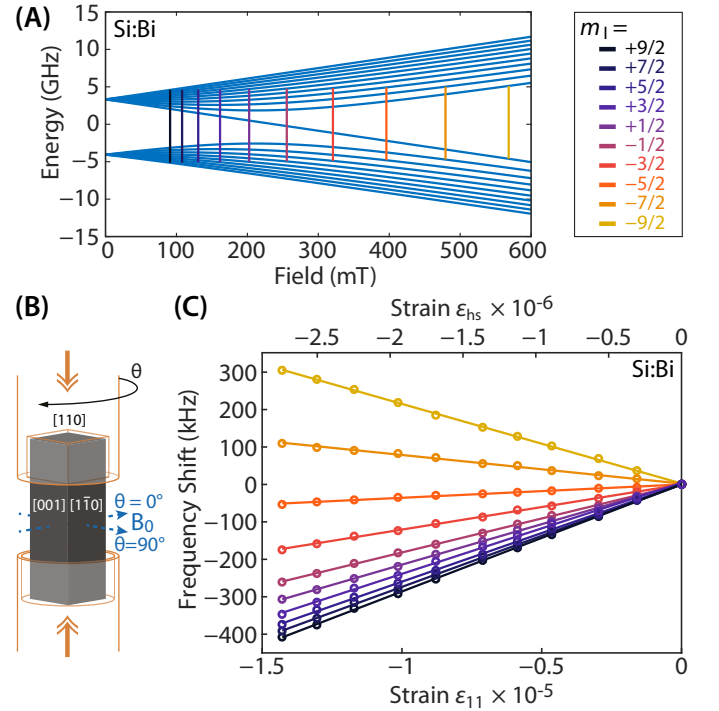 (A)
Si:Bi
Energy (GHz)
15
10
5
0
−5
−10
−15
0
100
200
300
400
500
600
Field (mT)
m_I =
+9/2
+7/2
+5/2
+3/2
+1/2
−1/2
−3/2
−5/2
−7/2
−9/2
(B)
θ
[110]
[001] [11̄0]
θ = 0°
B₀
θ=90°
(C)
Strain ε_hs × 10⁻⁶
−2.5
−2
−1.5
−1
−0.5
0
Si:Bi
Frequency Shift (kHz)
300
200
100
0
−100
−200
−300
−400
−1.5
−1
−0.5
0
Strain ε₁₁ × 10⁻⁵